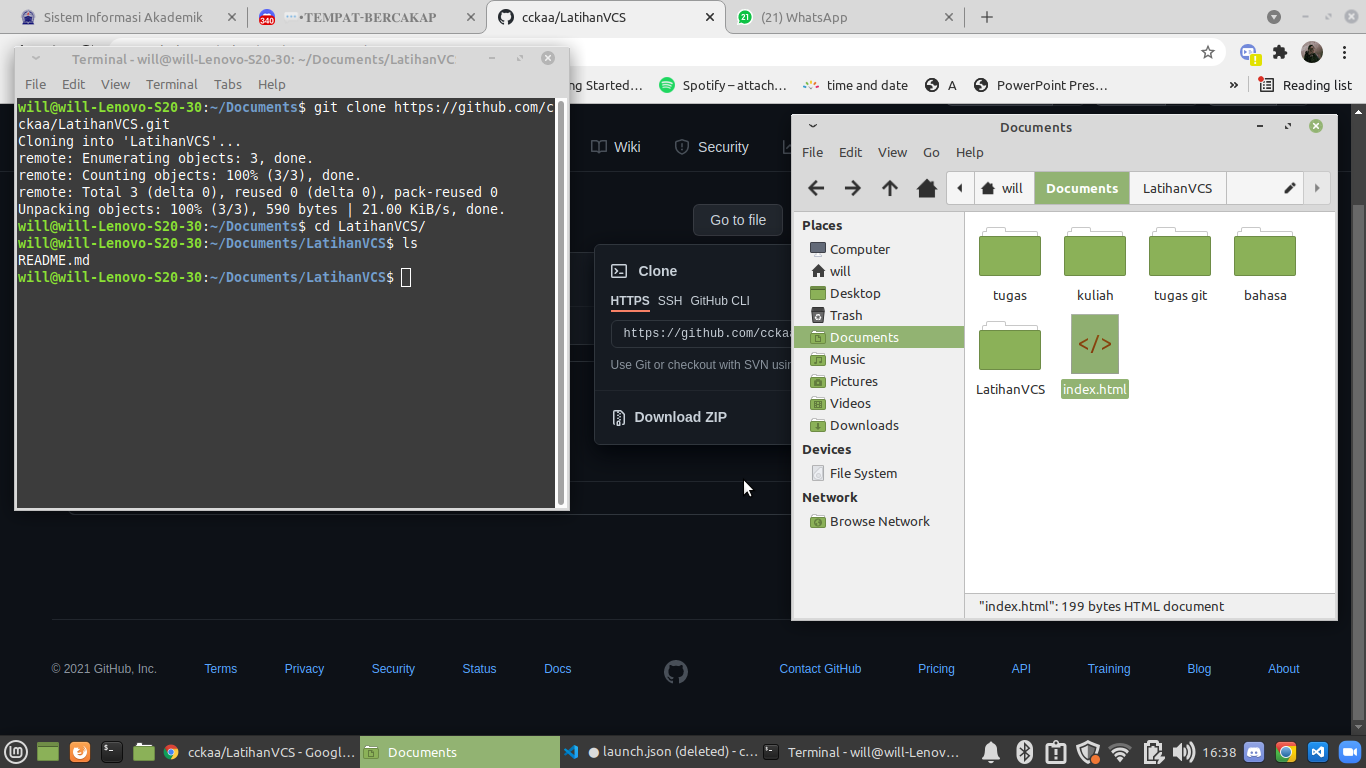 Sistem Informasi Akademik
340
💬•𝐓𝐄𝐌𝐏𝐀𝐓-𝐁𝐄𝐑𝐂𝐀𝐊𝐀𝐏
cckaa/LatihanVCS
21
(21) WhatsApp
Terminal - will@will-Lenovo-S20-30: ~/Documents/LatihanVC
File Edit View Terminal Tabs Help
will@will-Lenovo-S20-30:~/Documents$ git clone https://github.com/c
ckaa/LatihanVCS.git
Cloning into 'LatihanVCS'...
remote: Enumerating objects: 3, done.
remote: Counting objects: 100% (3/3), done.
remote: Total 3 (delta 0), reused 0 (delta 0), pack-reused 0
Unpacking objects: 100% (3/3), 590 bytes | 21.00 KiB/s, done.
will@will-Lenovo-S20-30:~/Documents$ cd LatihanVCS/
will@will-Lenovo-S20-30:~/Documents/LatihanVCS$ ls
README.md
will@will-Lenovo-S20-30:~/Documents/LatihanVCS$
ng Started… Spotify – attach… time and date A PowerPoint Pres… » Reading list
Wiki Security
Go to file
Clone
HTTPS SSH GitHub CLI
https://github.com/ccka
Use Git or checkout with SVN usin
Download ZIP
Documents
File Edit View Go Help
will Documents LatihanVCS
Places
Computer
will
Desktop
Trash
Documents
Music
Pictures
Videos
Downloads
Devices
File System
Network
Browse Network
tugas kuliah tugas git bahasa
</>
LatihanVCS index.html
"index.html": 199 bytes HTML document
© 2021 GitHub, Inc. Terms Privacy Security Status Docs Contact GitHub Pricing API Training Blog About
cckaa/LatihanVCS - Googl… Documents ● launch.json (deleted) - c… Terminal - will@will-Lenov… 16:38